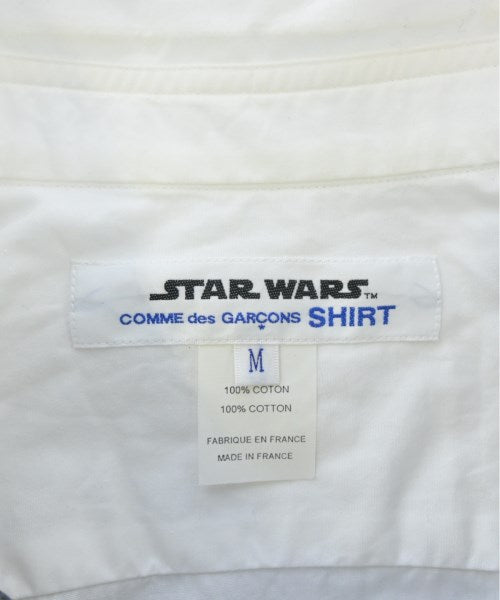 STAR WARS™
COMME des GARÇONS SHIRT
M
100% COTON
100% COTTON
FABRIQUE EN FRANCE
MADE IN FRANCE